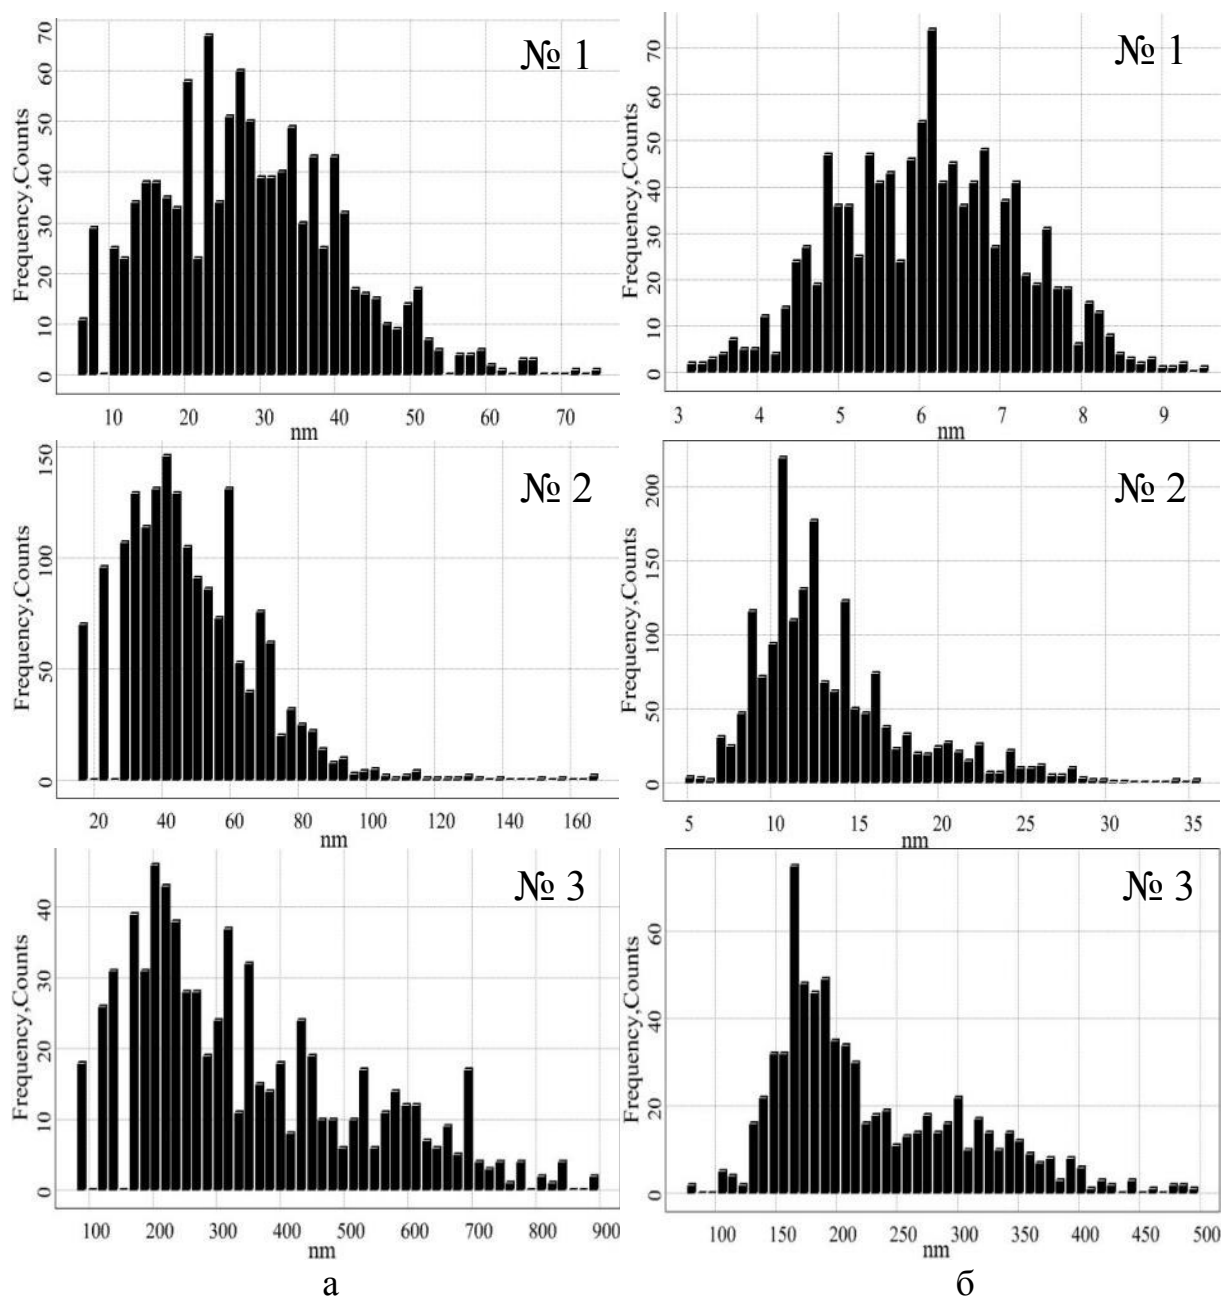 № 1
Frequency,Counts
0 10 20 30 40 50 60 70
10 20 30 40 50 60 70
nm
№ 1
Frequency,Counts
0 10 20 30 40 50 60 70
3 4 5 6 7 8 9
nm
№ 2
Frequency,Counts
0 50 100 150
20 40 60 80 100 120 140 160
nm
№ 2
Frequency,Counts
0 50 100 150 200
5 10 15 20 25 30 35
nm
№ 3
Frequency,Counts
0 10 20 30 40
100 200 300 400 500 600 700 800 900
nm
а
№ 3
Frequency,Counts
0 20 40 60
100 150 200 250 300 350 400 450 500
nm
б